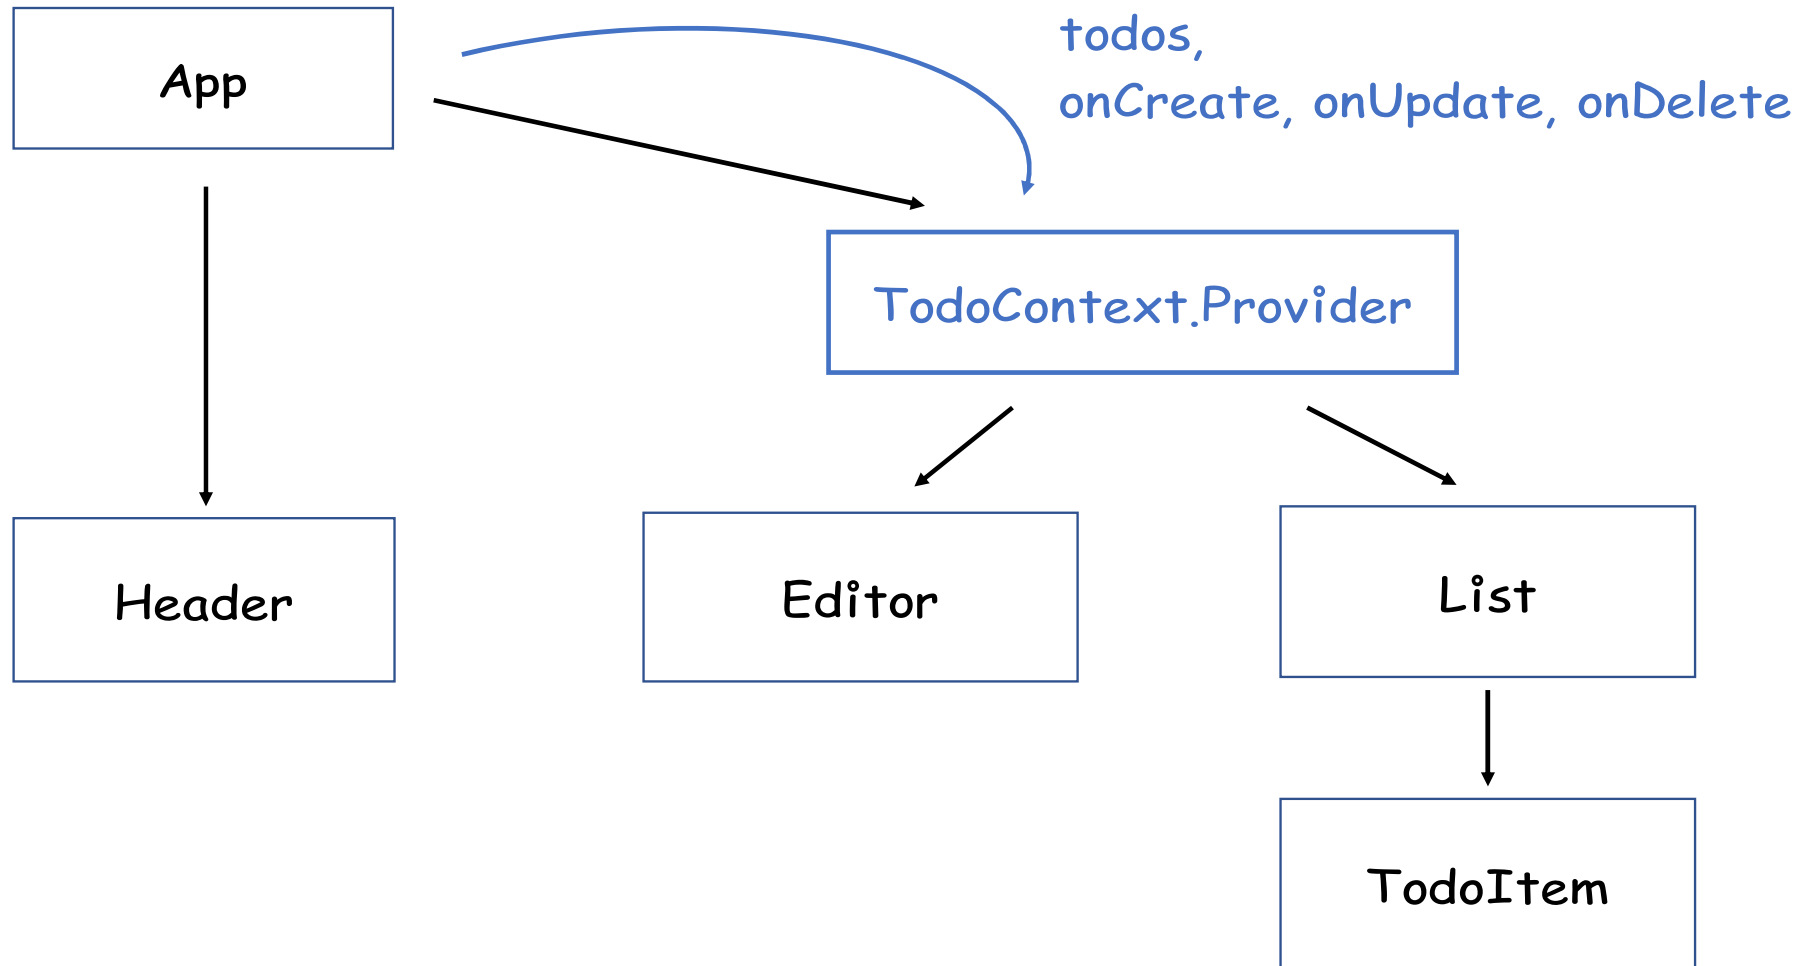 App
todos,
onCreate, onUpdate, onDelete
TodoContext.Provider
Header
Editor
List
TodoItem